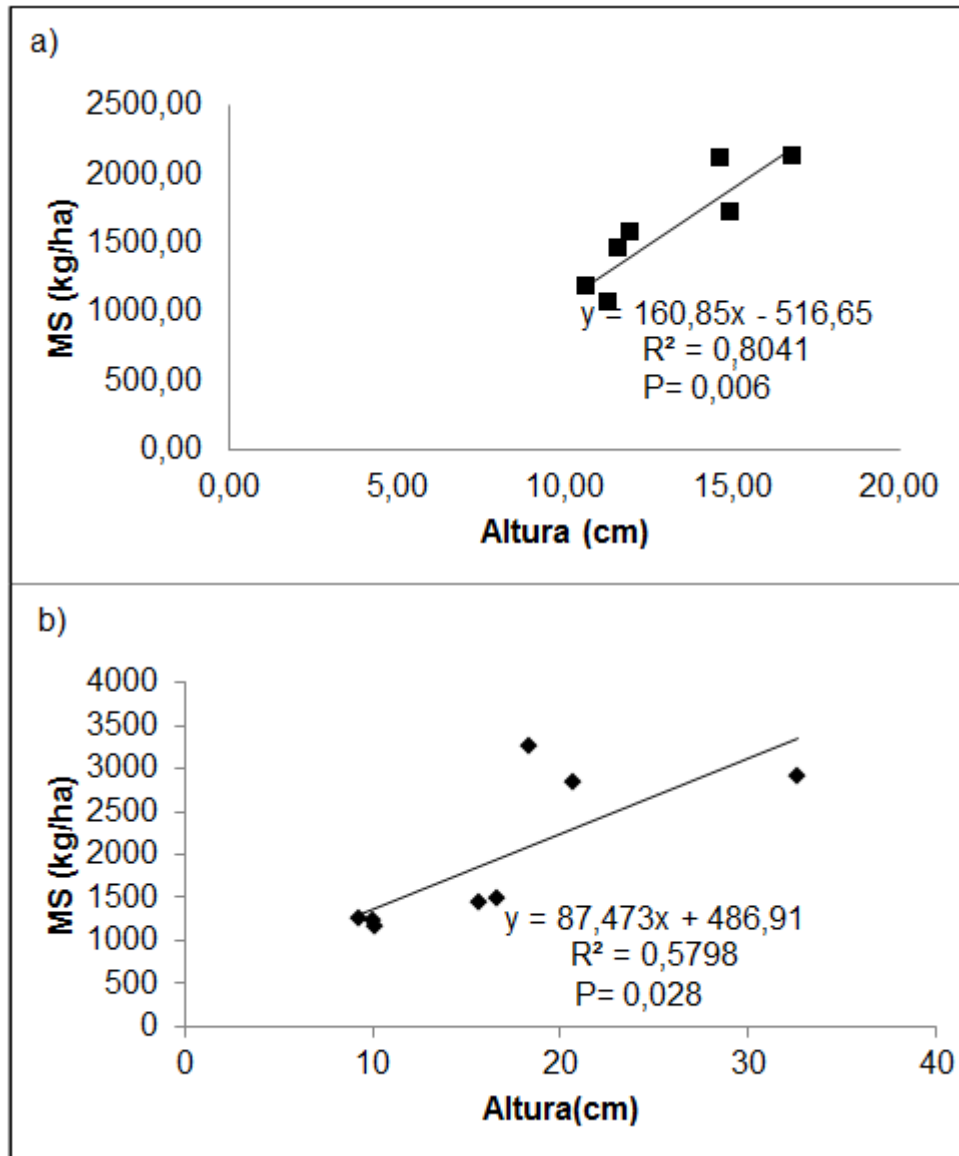 a)
2500,00
2000,00
1500,00
1000,00
500,00
0,00
MS (kg/ha)
y = 160,85x - 516,65
R² = 0,8041
P= 0,006
0,00 5,00 10,00 15,00 20,00
Altura (cm)
b)
4000
3500
3000
2500
2000
1500
1000
500
0
MS (kg/ha)
y = 87,473x + 486,91
R² = 0,5798
P= 0,028
0 10 20 30 40
Altura(cm)